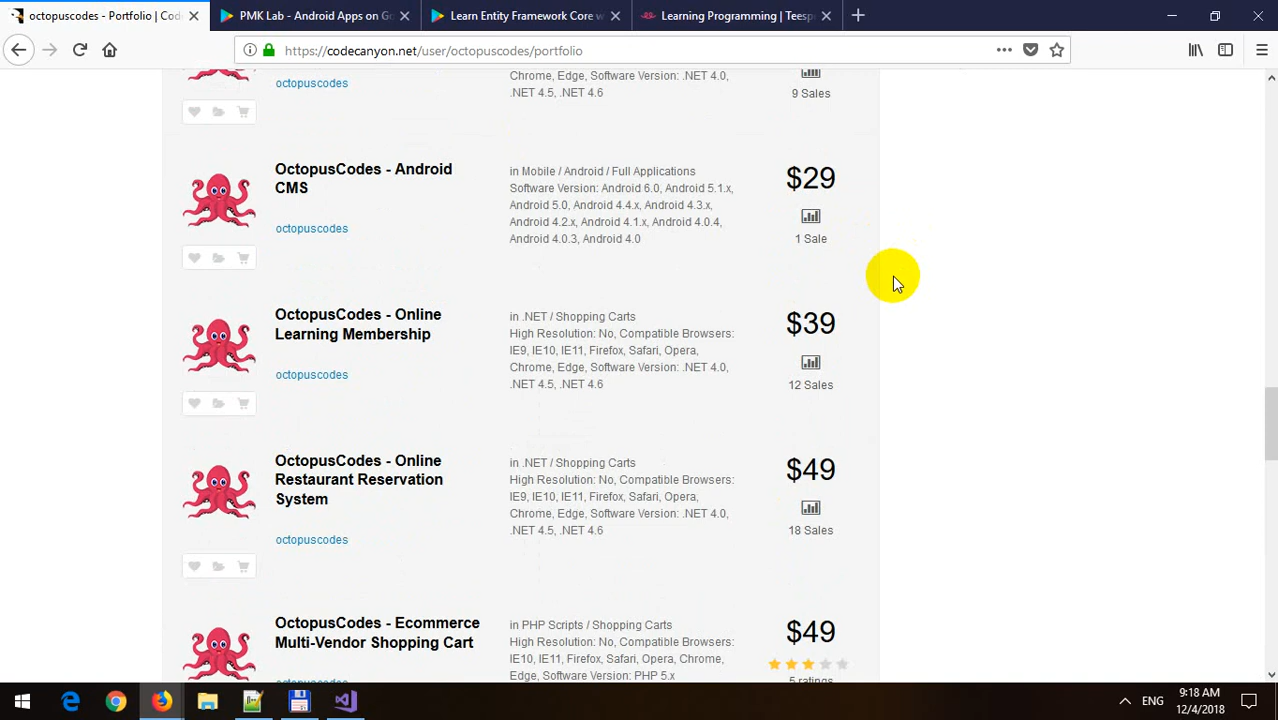 octopuscodes - Portfolio | Cod
PMK Lab - Android Apps on Go
Learn Entity Framework Core w
Learning Programming | Teesp
https://codecanyon.net/user/octopuscodes/portfolio
octopuscodes
Chrome, Edge, Software Version: .NET 4.0,
.NET 4.5, .NET 4.6
9 Sales
OctopusCodes - Android
CMS
octopuscodes
in Mobile / Android / Full Applications
Software Version: Android 6.0, Android 5.1.x,
Android 5.0, Android 4.4.x, Android 4.3.x,
Android 4.2.x, Android 4.1.x, Android 4.0.4,
Android 4.0.3, Android 4.0
$29
1 Sale
OctopusCodes - Online
Learning Membership
octopuscodes
in .NET / Shopping Carts
High Resolution: No, Compatible Browsers:
IE9, IE10, IE11, Firefox, Safari, Opera,
Chrome, Edge, Software Version: .NET 4.0,
.NET 4.5, .NET 4.6
$39
12 Sales
OctopusCodes - Online
Restaurant Reservation
System
octopuscodes
in .NET / Shopping Carts
High Resolution: No, Compatible Browsers:
IE9, IE10, IE11, Firefox, Safari, Opera,
Chrome, Edge, Software Version: .NET 4.0,
.NET 4.5, .NET 4.6
$49
18 Sales
OctopusCodes - Ecommerce
Multi-Vendor Shopping Cart
octopuscodes
in PHP Scripts / Shopping Carts
High Resolution: No, Compatible Browsers:
IE10, IE11, Firefox, Safari, Opera, Chrome,
Edge, Software Version: PHP 5.x
$49
5 ratings
ENG
9:18 AM
12/4/2018